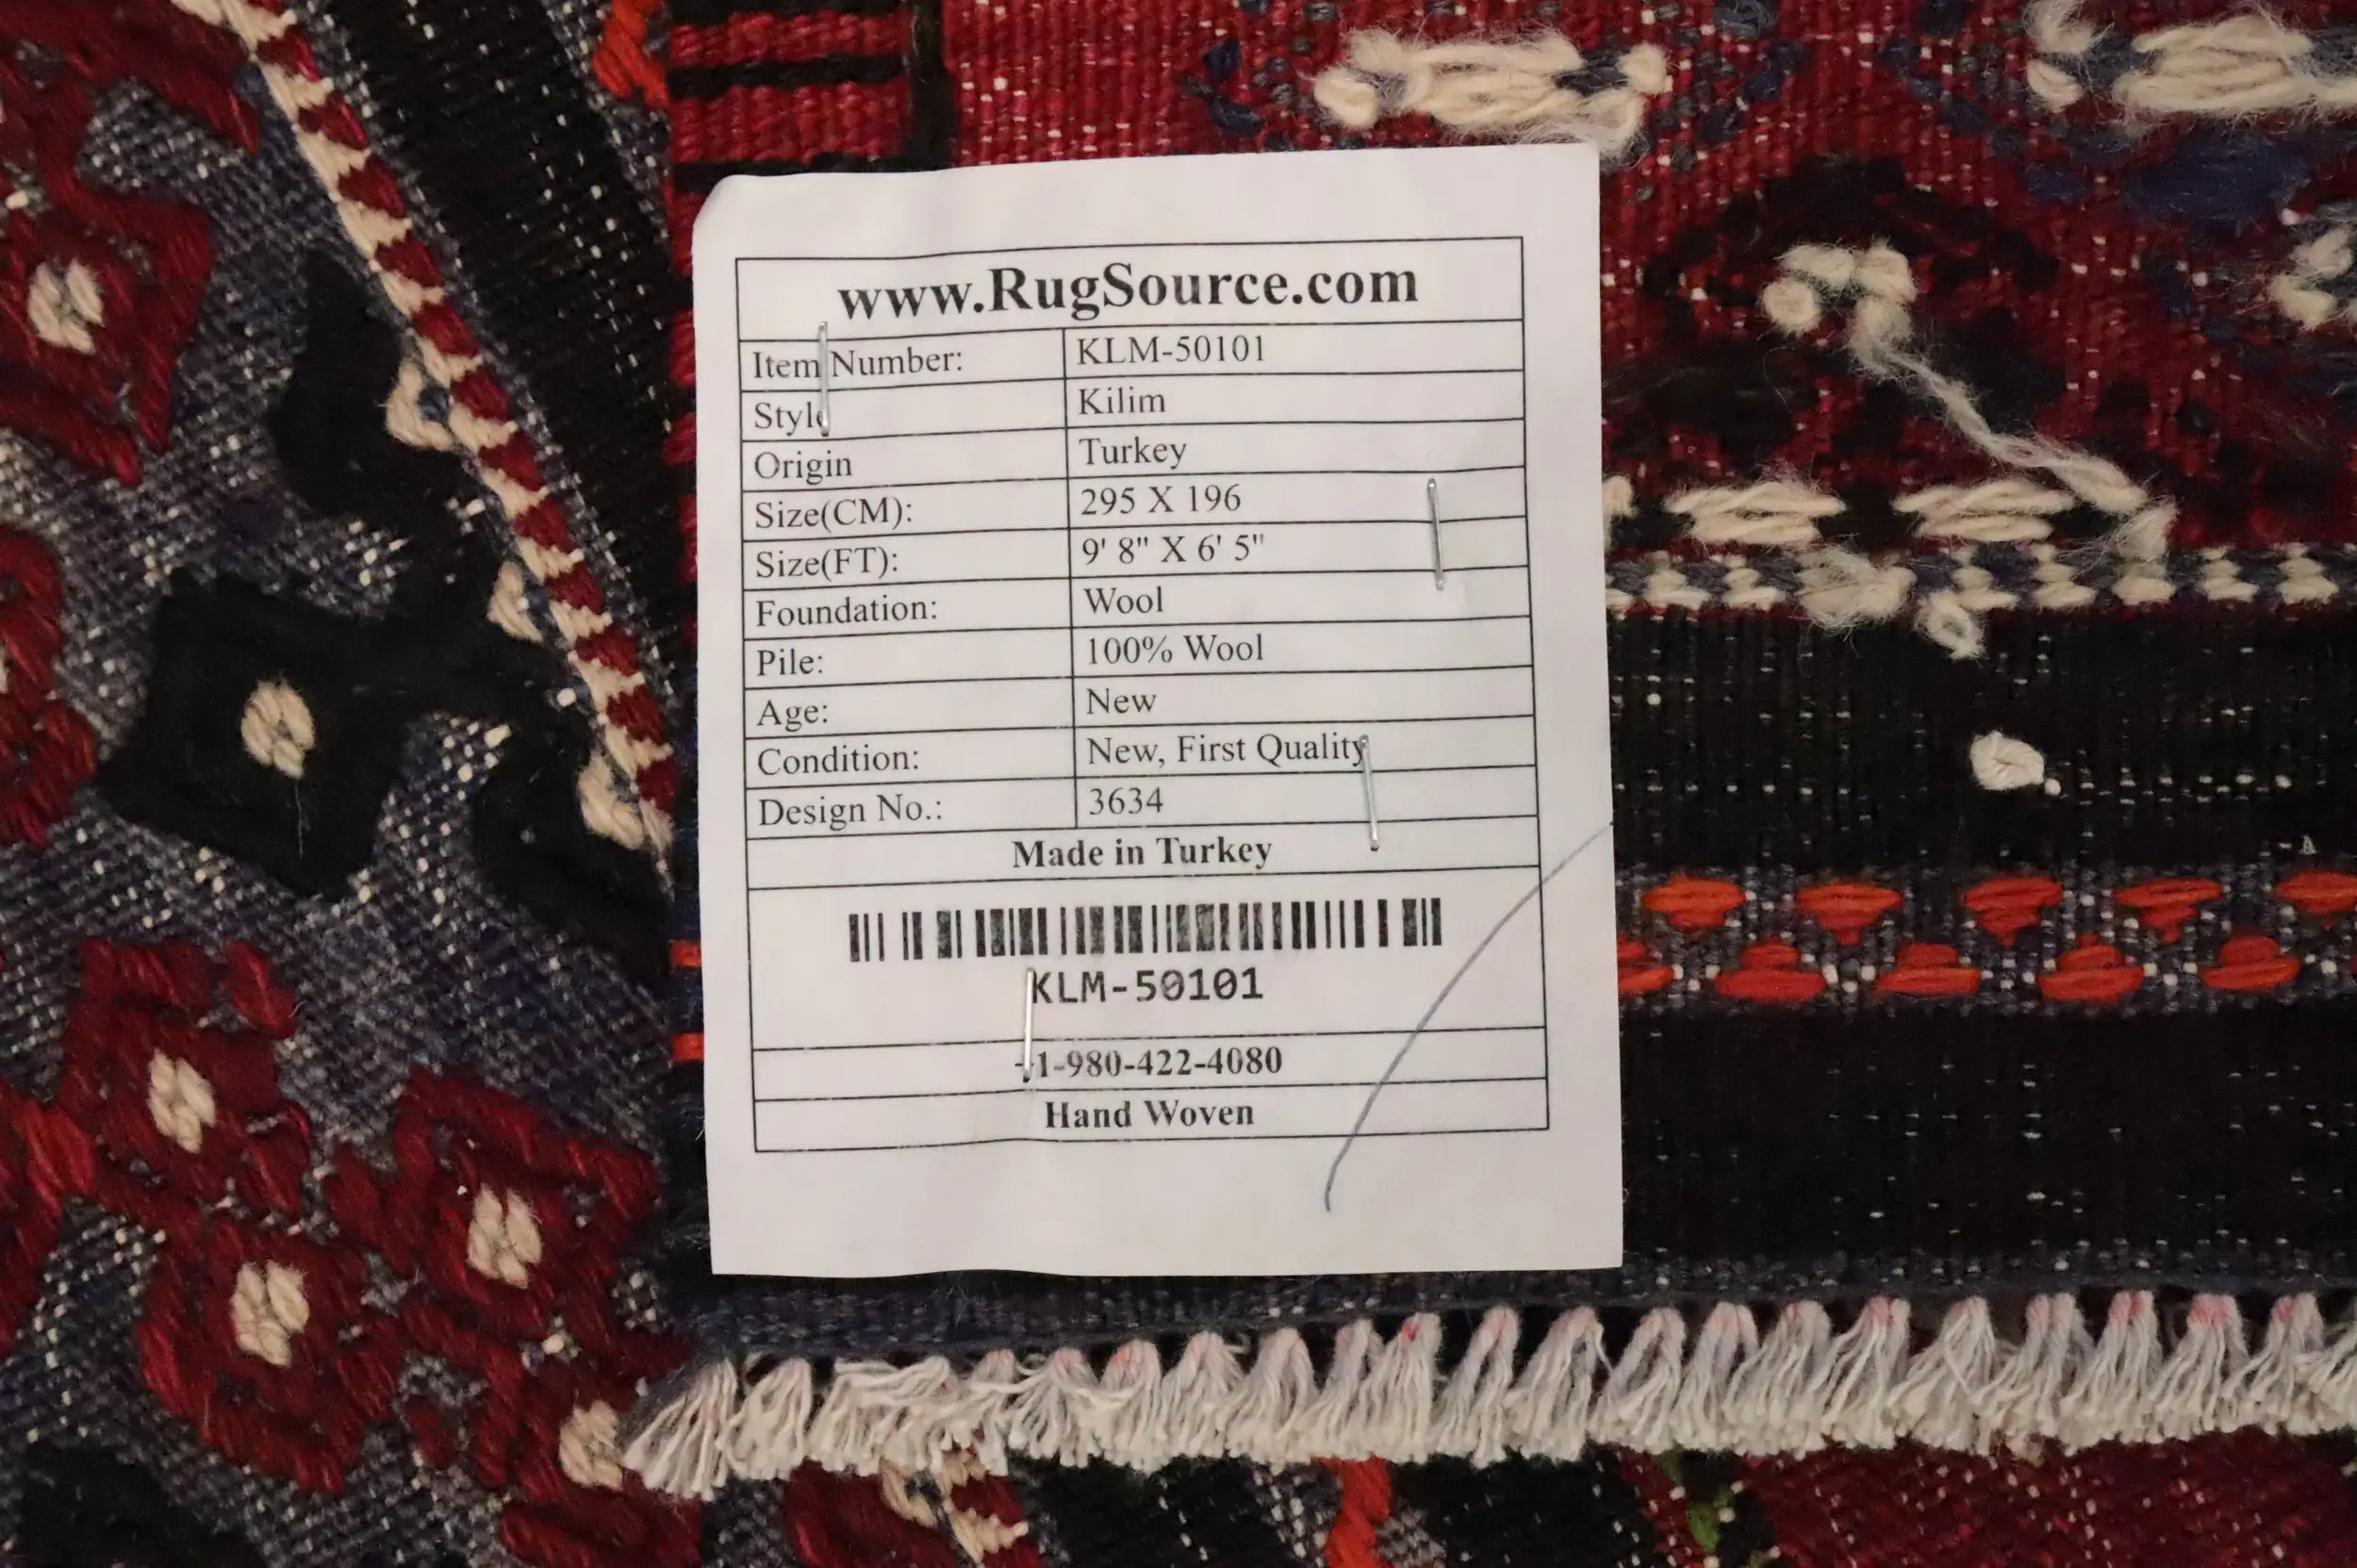 www.RugSource.com
Item Number: KLM-50101
Style Kilim
Origin Turkey
Size(CM): 295 X 196
Size(FT): 9' 8" X 6' 5"
Foundation: Wool
Pile: 100% Wool
Age: New
Condition: New, First Quality
Design No.: 3634
Made in Turkey
KLM-50101
+1-980-422-4080
Hand Woven